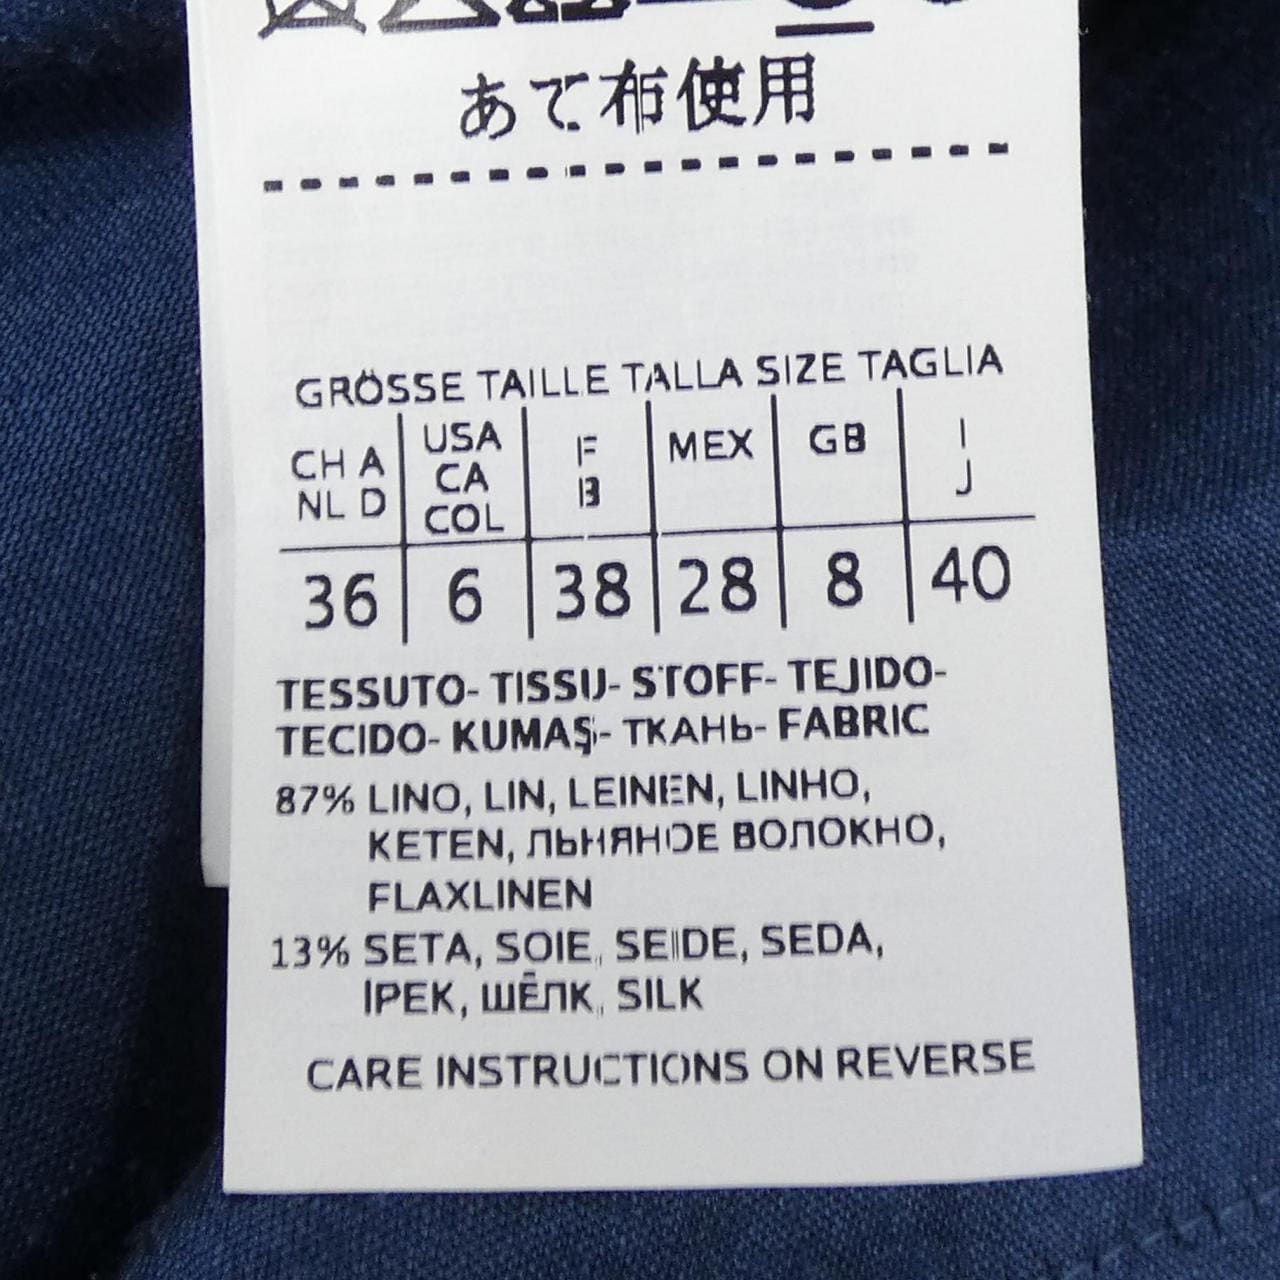 あて布使用
GRÖSSE TAILLE TALLA SIZE TAGLIA
CH A NL D USA CA COL F B MEX GB I J
36 6 38 28 8 40
TESSUTO- TISSU- STOFF- TEJIDO-
TECIDO- KUMAŞ- ТКАНЬ- FABRIC
87% LINO, LIN, LEINEN, LINHO,
KETEN, ЛЬНЯНОЕ ВОЛОКНО,
FLAXLINEN
13% SETA, SOIE, SEIDE, SEDA,
İPEK, ШЁЛК, SILK
CARE INSTRUCTIONS ON REVERSE